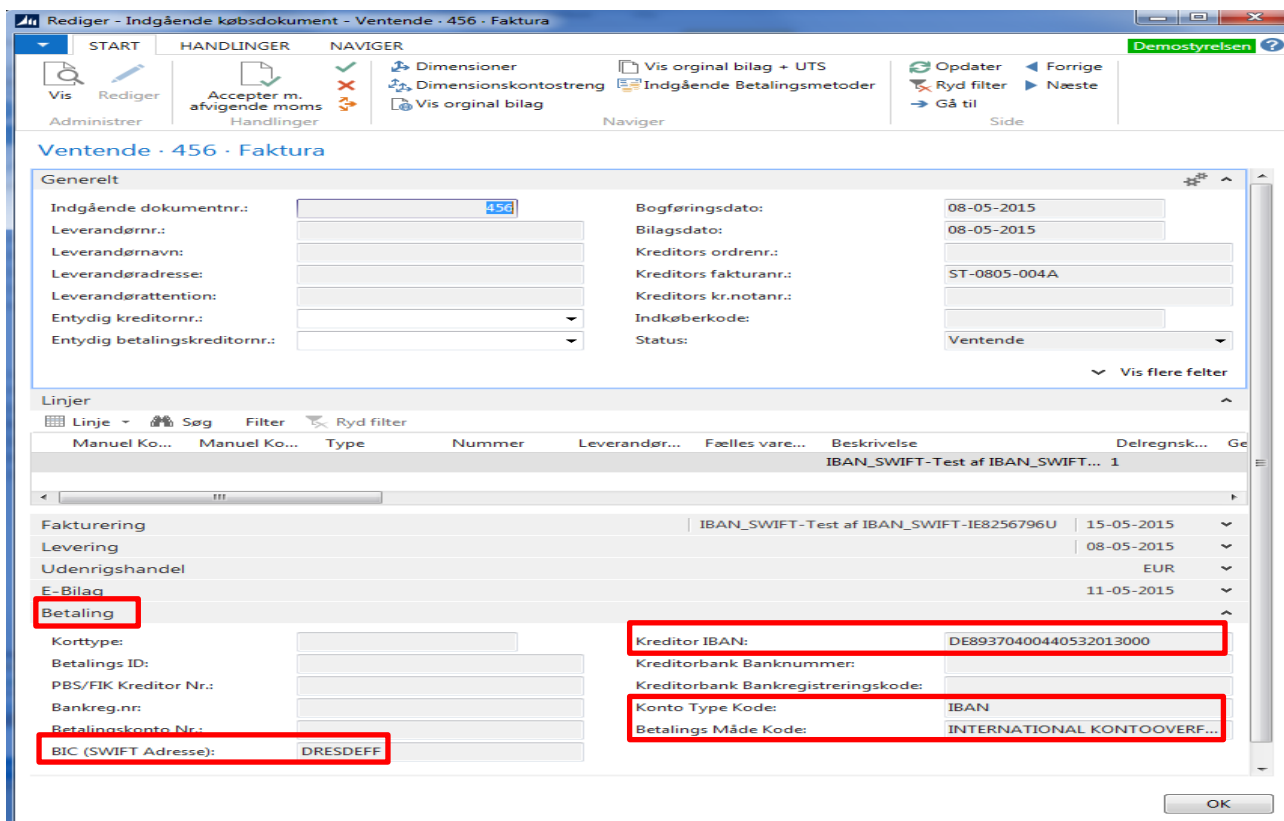 Rediger - Indgående købsdokument - Ventende · 456 · Faktura
START HANDLINGER NAVIGER
Demostyrelsen
Vis
Rediger
Administrer
Accepter m. afvigende moms
Handlinger
Dimensioner
Dimensionskontostreng
Vis orginal bilag
Vis orginal bilag + UTS
Indgående Betalingsmetoder
Naviger
Opdater
Ryd filter
Gå til
Forrige
Næste
Side
Ventende · 456 · Faktura
Generelt
Indgående dokumentnr.: 456
Leverandørnr.:
Leverandørnavn:
Leverandøradresse:
Leverandørattention:
Entydig kreditornr.:
Entydig betalingskreditornr.:
Bogføringsdato: 08-05-2015
Bilagsdato: 08-05-2015
Kreditors ordrenr.:
Kreditors fakturanr.: ST-0805-004A
Kreditors kr.notanr.:
Indkøberkode:
Status: Ventende
Vis flere felter
Linjer
Linje Søg Filter Ryd filter
Manuel Ko... Manuel Ko... Type Nummer Leverandør... Fælles vare... Beskrivelse Delregnsk... Ge
IBAN_SWIFT-Test af IBAN_SWIFT... 1
Fakturering IBAN_SWIFT-Test af IBAN_SWIFT-IE8256796U 15-05-2015
Levering 08-05-2015
Udenrigshandel EUR
E-Bilag 11-05-2015
Betaling
Korttype:
Betalings ID:
PBS/FIK Kreditor Nr.:
Bankreg.nr:
Betalingskonto Nr.:
BIC (SWIFT Adresse): DRESDEFF
Kreditor IBAN: DE89370400440532013000
Kreditorbank Banknummer:
Kreditorbank Bankregistreringskode:
Konto Type Kode: IBAN
Betalings Måde Kode: INTERNATIONAL KONTOOVERF...
OK